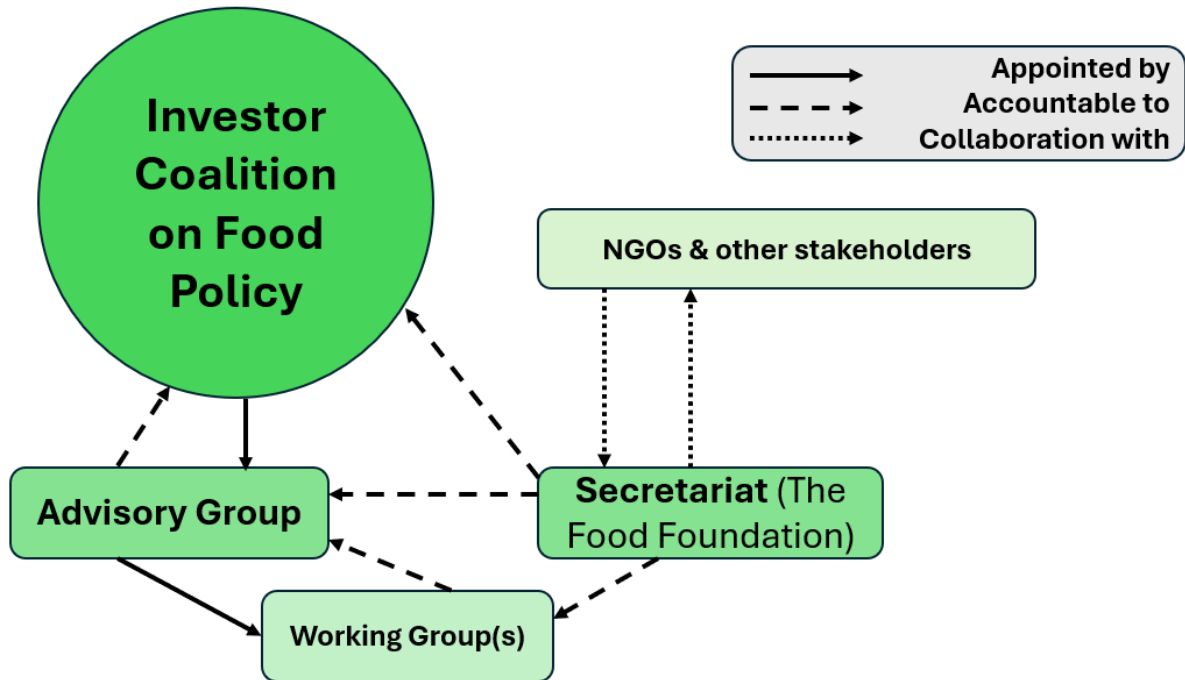 Investor
Coalition
on Food
Policy
Appointed by
Accountable to
Collaboration with
NGOs & other stakeholders
Advisory Group
Secretariat (The
Food Foundation)
Working Group(s)